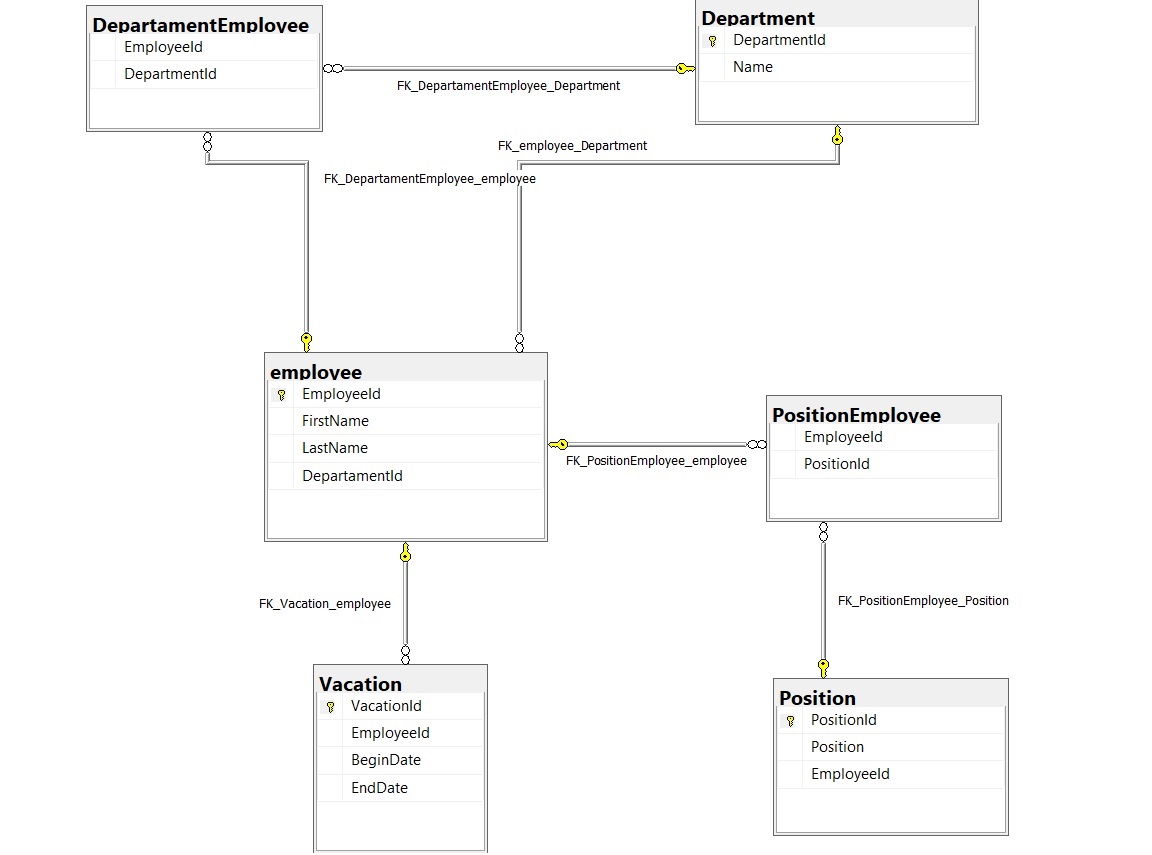 DepartamentEmployee
EmployeeId
DepartmentId
Department
DepartmentId
Name
FK_DepartamentEmployee_Department
FK_employee_Department
FK_DepartamentEmployee_employee
employee
EmployeeId
FirstName
LastName
DepartamentId
PositionEmployee
EmployeeId
PositionId
FK_PositionEmployee_employee
FK_Vacation_employee
FK_PositionEmployee_Position
Vacation
VacationId
EmployeeId
BeginDate
EndDate
Position
PositionId
Position
EmployeeId